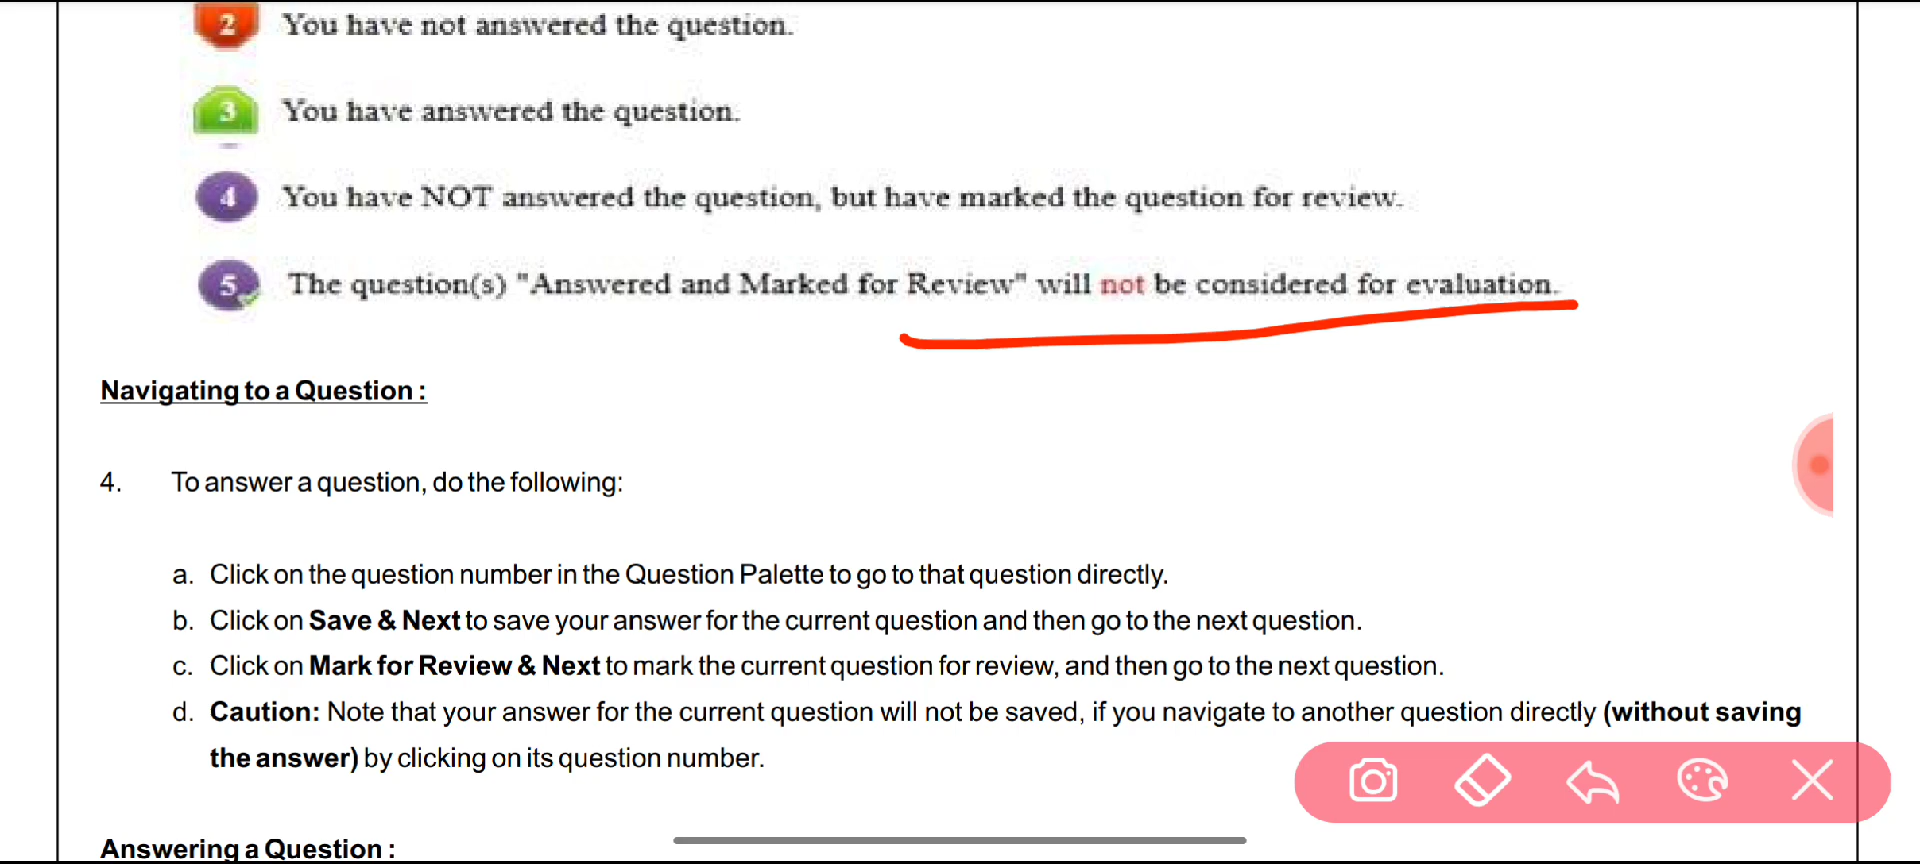 2 You have not answered the question.
3 You have answered the question.
4 You have NOT answered the question, but have marked the question for review.
5 The question(s) "Answered and Marked for Review" will not be considered for evaluation.
Navigating to a Question :
4. To answer a question, do the following:
a. Click on the question number in the Question Palette to go to that question directly.
b. Click on Save & Next to save your answer for the current question and then go to the next question.
c. Click on Mark for Review & Next to mark the current question for review, and then go to the next question.
d. Caution: Note that your answer for the current question will not be saved, if you navigate to another question directly (without saving
the answer) by clicking on its question number.
Answering a Question :